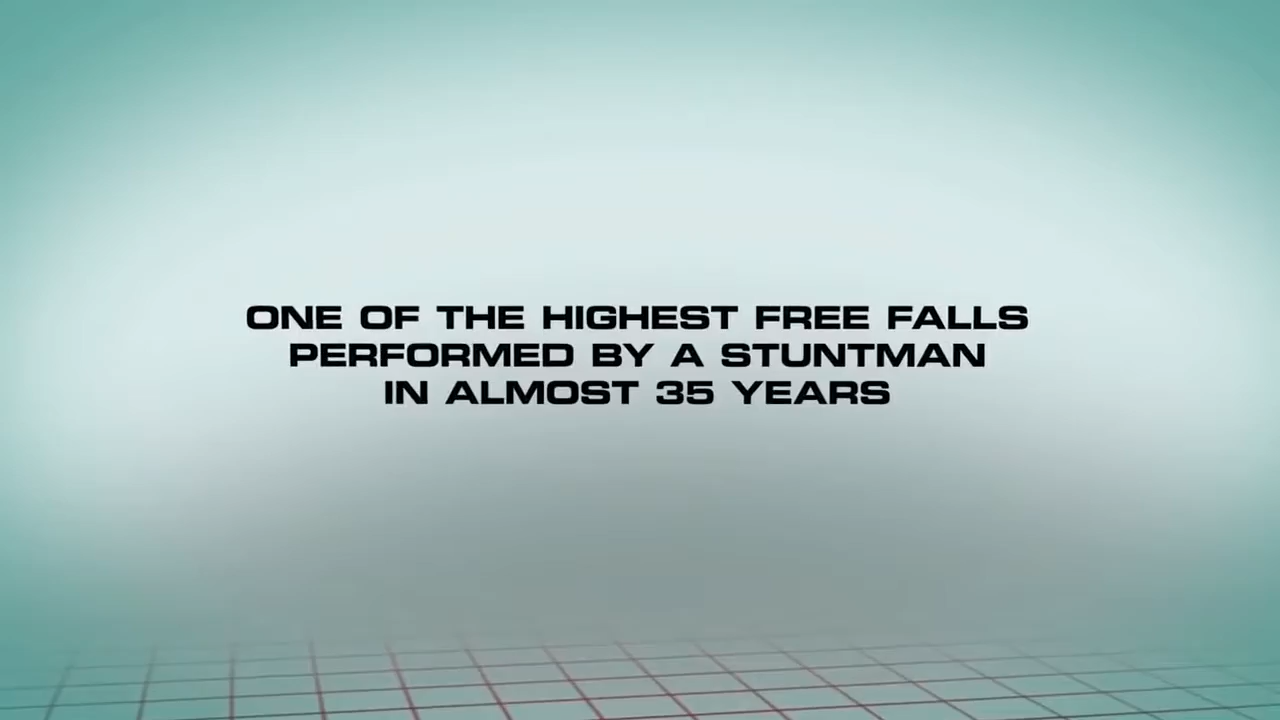 ONE OF THE HIGHEST FREE FALLS
PERFORMED BY A STUNTMAN
IN ALMOST 35 YEARS